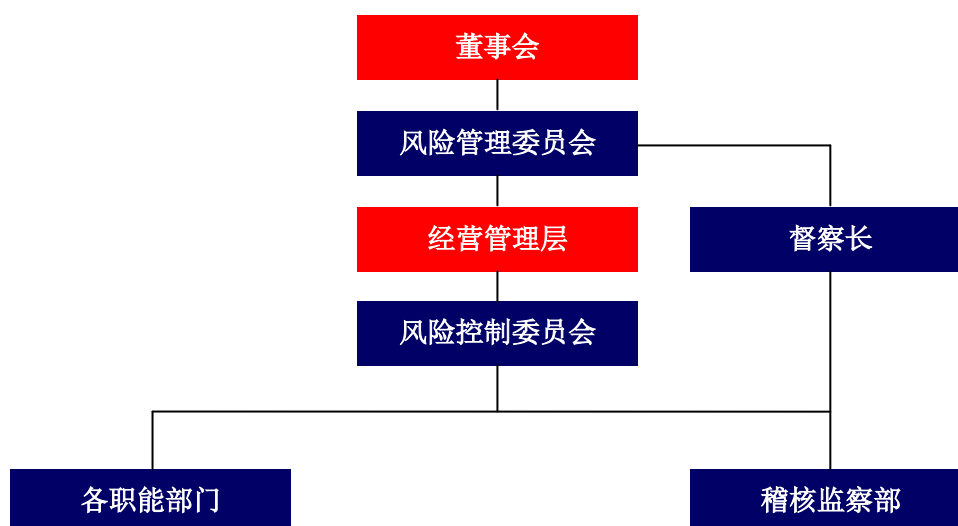 董事会
风险管理委员会
经营管理层
督察长
风险控制委员会
各职能部门
稽核监察部